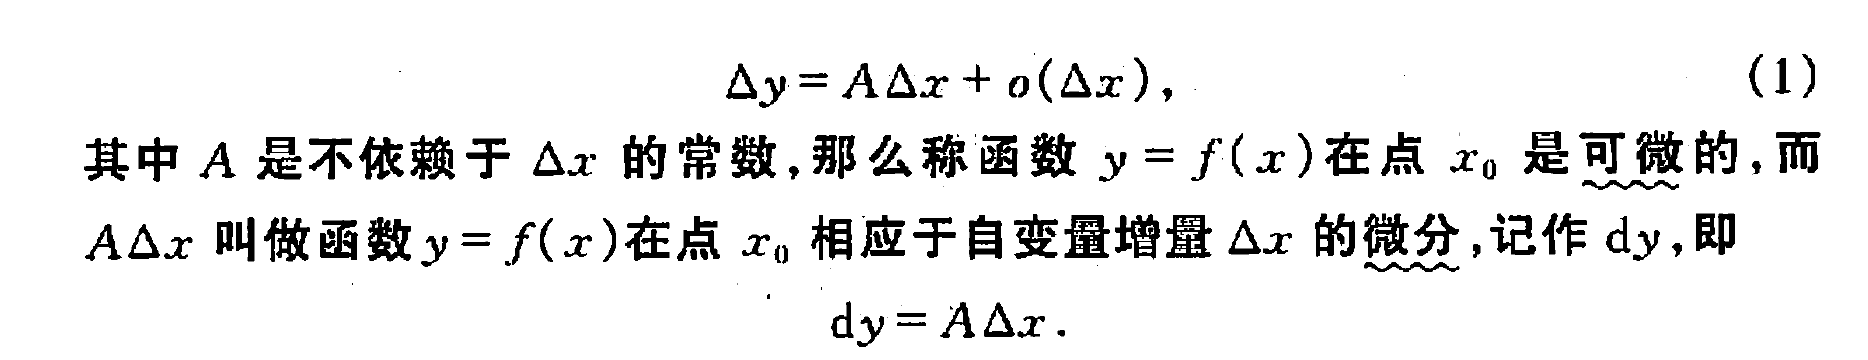 Δy = AΔx + o(Δx), (1)
其中 A 是不依赖于 Δx 的常数,那么称函数 y = f(x)在点 x₀ 是可微的,而
AΔx 叫做函数 y = f(x)在点 x₀ 相应于自变量增量 Δx 的微分,记作 dy,即
dy = AΔx.